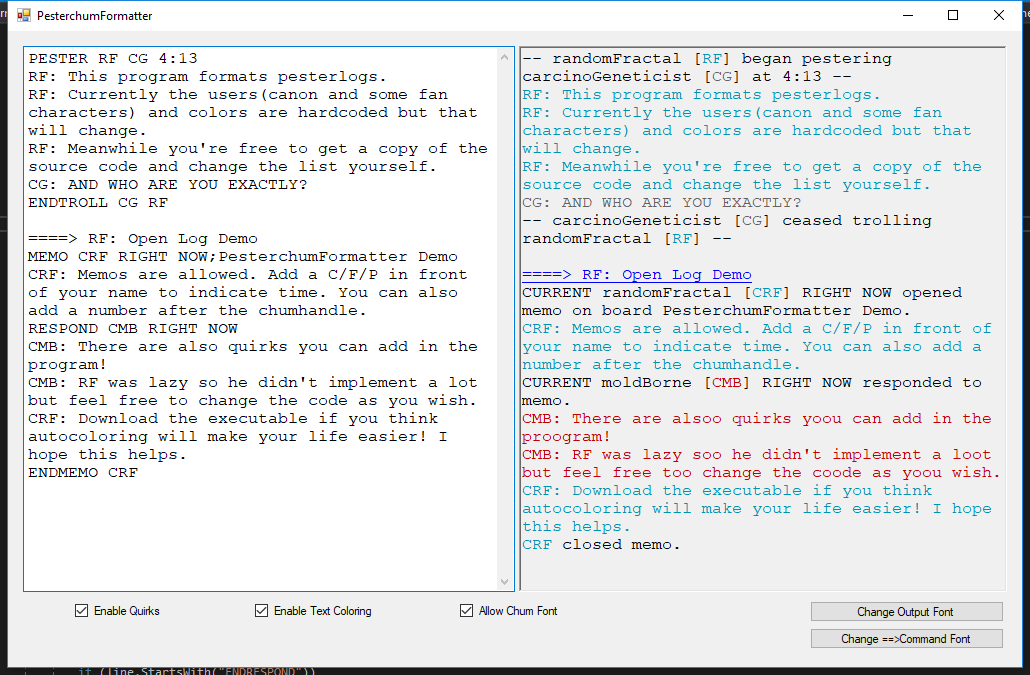 PesterchumFormatter
PESTER RF CG 4:13
RF: This program formats pesterlogs.
RF: Currently the users(canon and some fan
characters) and colors are hardcoded but that
will change.
RF: Meanwhile you're free to get a copy of the
source code and change the list yourself.
CG: AND WHO ARE YOU EXACTLY?
ENDTROLL CG RF
====> RF: Open Log Demo
MEMO CRF RIGHT NOW;PesterchumFormatter Demo
CRF: Memos are allowed. Add a C/F/P in front
of your name to indicate time. You can also
add a number after the chumhandle.
RESPOND CMB RIGHT NOW
CMB: There are also quirks you can add in the
program!
CMB: RF was lazy so he didn't implement a lot
but feel free to change the code as you wish.
CRF: Download the executable if you think
autocoloring will make your life easier! I
hope this helps.
ENDMEMO CRF
-- randomFractal [RF] began pestering
carcinoGeneticist [CG] at 4:13 --
RF: This program formats pesterlogs.
RF: Currently the users(canon and some fan
characters) and colors are hardcoded but that
will change.
RF: Meanwhile you're free to get a copy of the
source code and change the list yourself.
CG: AND WHO ARE YOU EXACTLY?
-- carcinoGeneticist [CG] ceased trolling
randomFractal [RF] --
====> RF: Open Log Demo
CURRENT randomFractal [CRF] RIGHT NOW opened
memo on board PesterchumFormatter Demo.
CRF: Memos are allowed. Add a C/F/P in front of
your name to indicate time. You can also add a
number after the chumhandle.
CURRENT moldBorne [CMB] RIGHT NOW responded to
memo.
CMB: There are alsoo quirks yoou can add in the
proogram!
CMB: RF was lazy soo he didn't implement a loot
but feel free too change the coode as yoou wish.
CRF: Download the executable if you think
autocoloring will make your life easier! I hope
this helps.
CRF closed memo.
Enable Quirks
Enable Text Coloring
Allow Chum Font
Change Output Font
Change ==>Command Font
if (line.StartsWith("ENDRESPOND"))